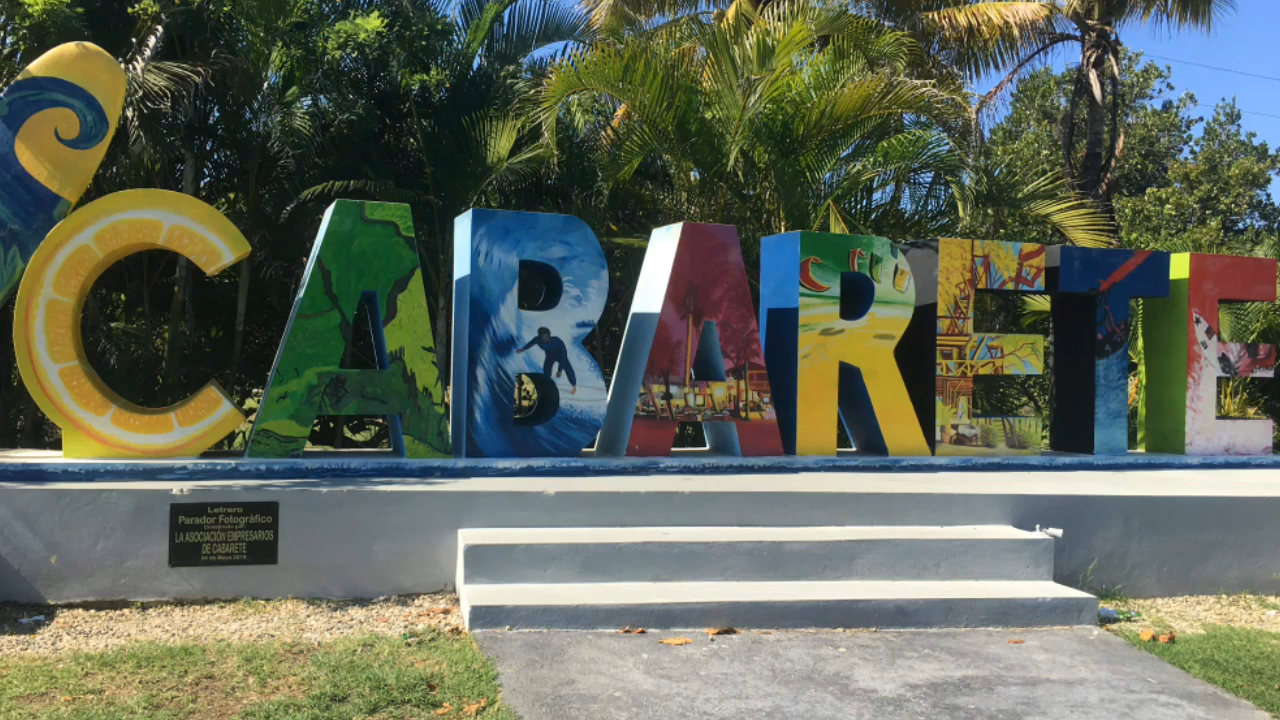 CABARETE
Letrero
Parador Fotográfico
LA ASOCIACIÓN EMPRESARIOS
DE CABARETE